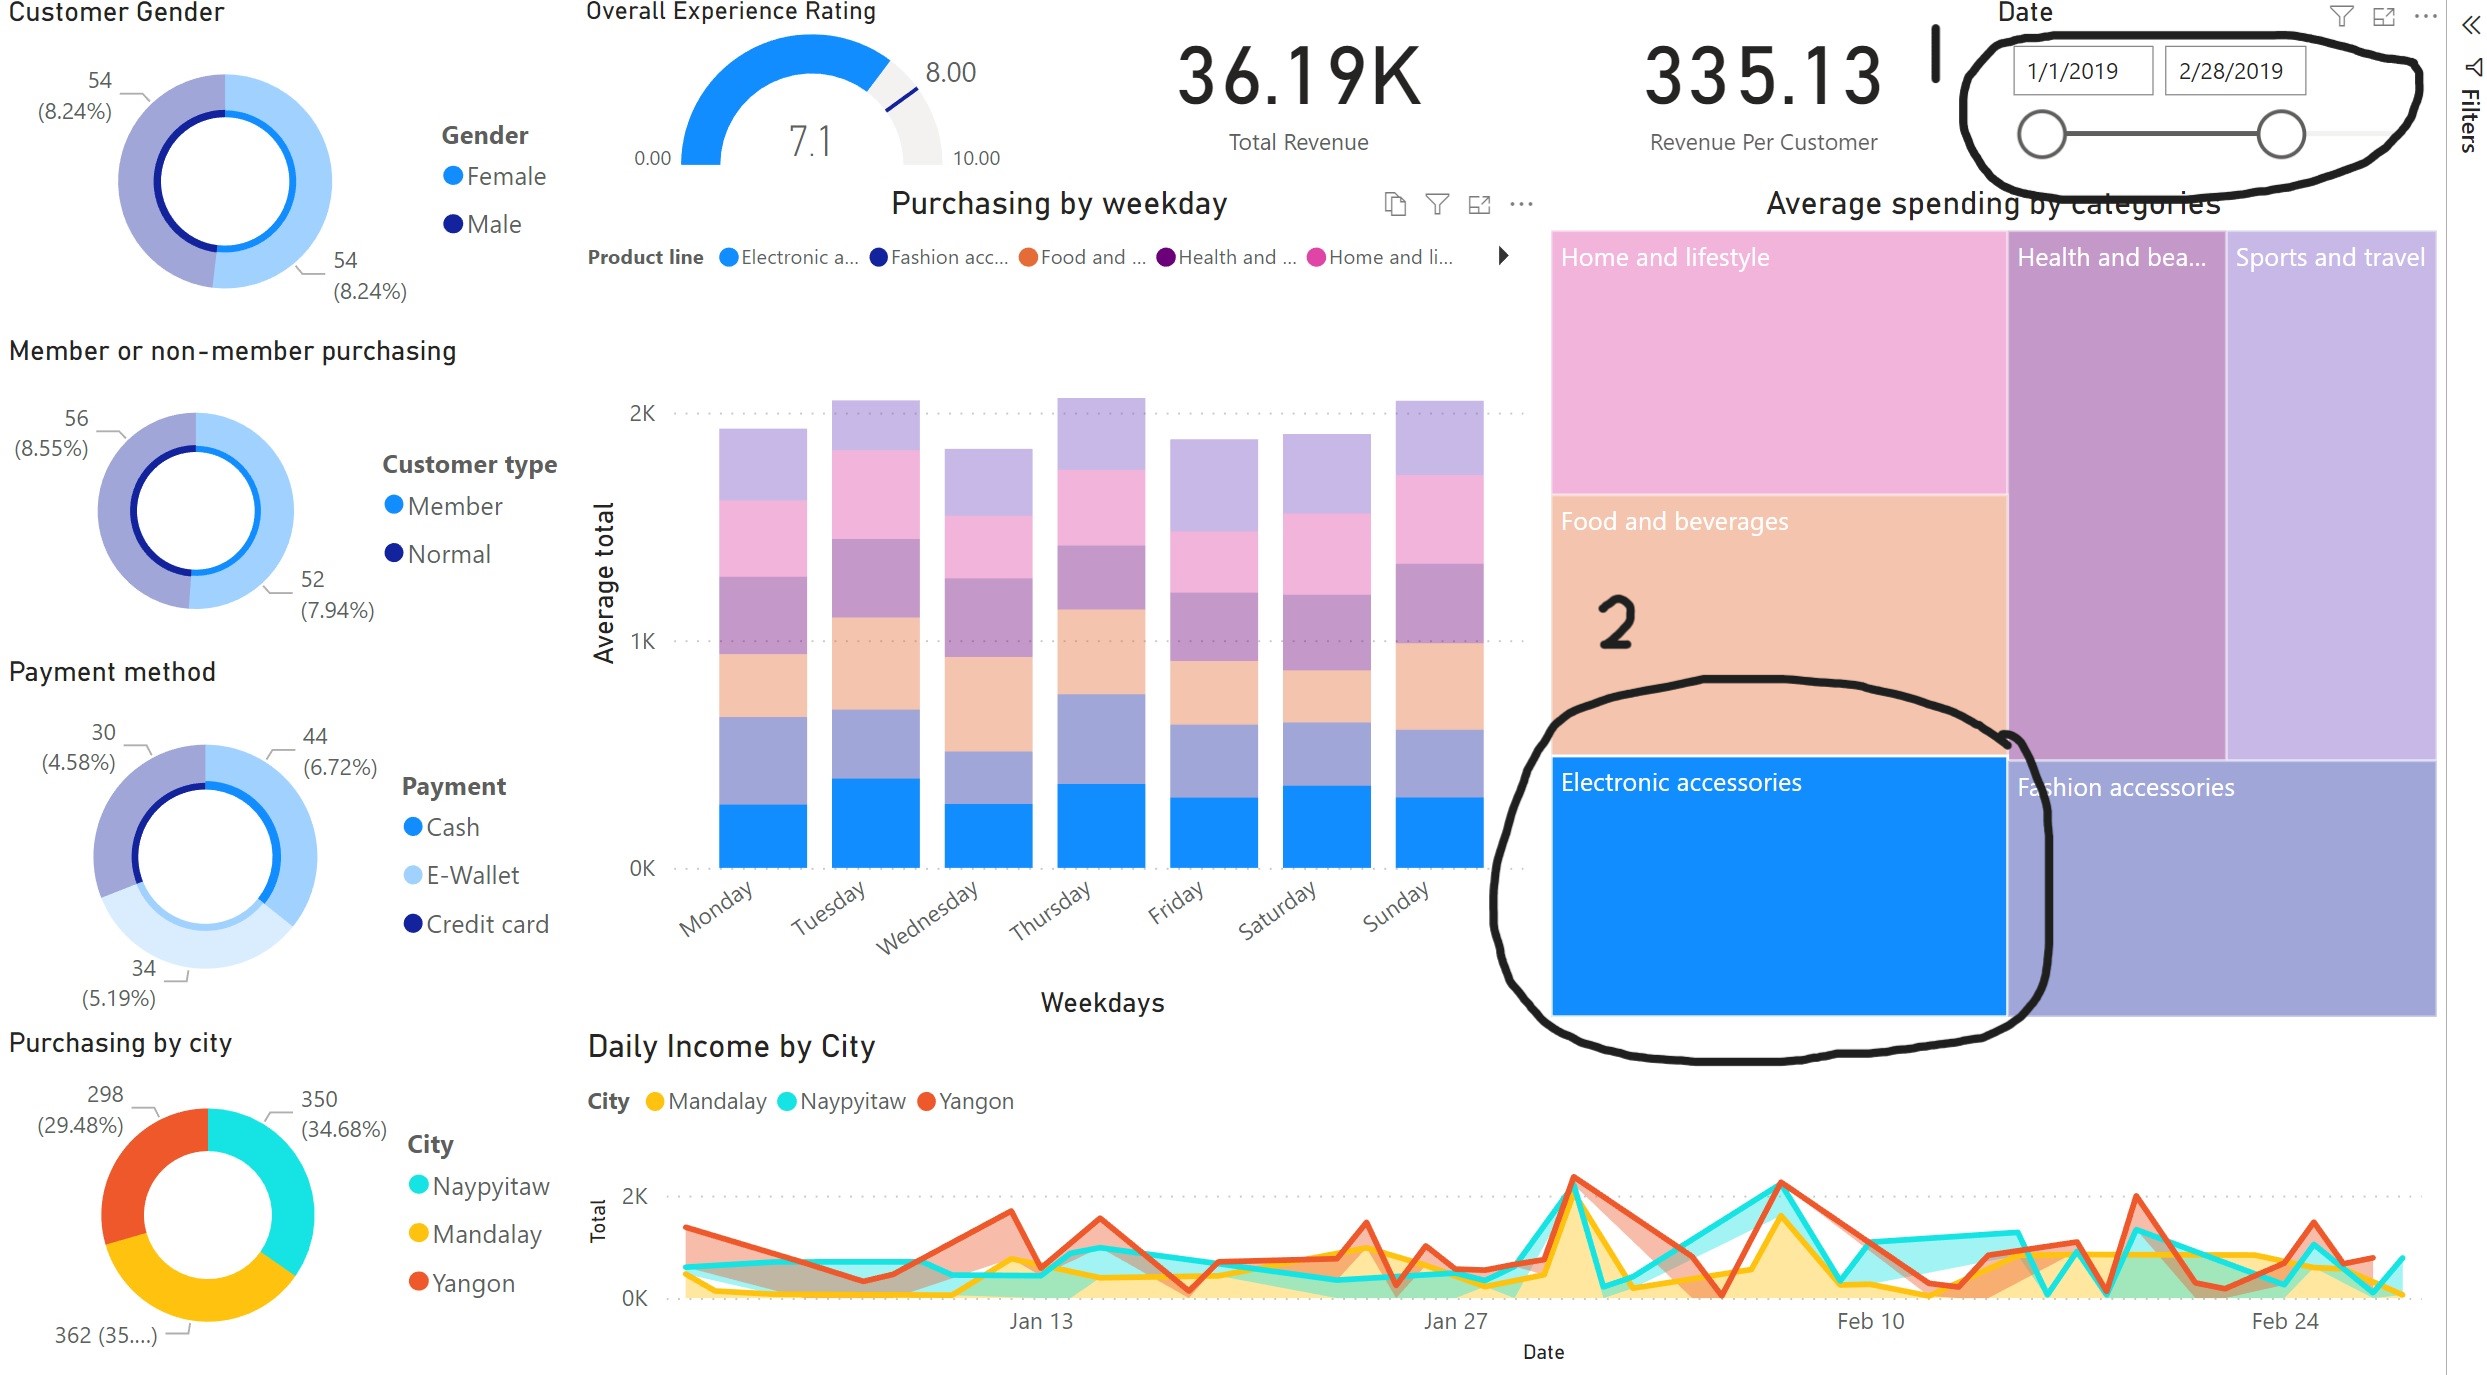 Customer Gender
54
(8.24%)
Gender
Female
Male
54
(8.24%)
Member or non-member purchasing
56
(8.55%)
Customer type
Member
Normal
52
(7.94%)
Payment method
30
(4.58%)
44
(6.72%)
Payment
Cash
E-Wallet
Credit card
34
(5.19%)
Purchasing by city
298
(29.48%)
350
(34.68%)
City
Naypyitaw
Mandalay
Yangon
362 (35....)
Overall Experience Rating
8.00
7.1
0.00
10.00
36.19K
Total Revenue
335.13
Revenue Per Customer
1
Date
1/1/2019
2/28/2019
Filters
Purchasing by weekday
Product line Electronic a... Fashion acc... Food and ... Health and ... Home and li...
Average total
2K
1K
0K
Monday
Tuesday
Wednesday
Thursday
Friday
Saturday
Sunday
Weekdays
Average spending by categories
Home and lifestyle
Health and bea...
Sports and travel
Food and beverages
2
Electronic accessories
Fashion accessories
Daily Income by City
City Mandalay Naypyitaw Yangon
Total
2K
0K
Jan 13
Jan 27
Feb 10
Feb 24
Date